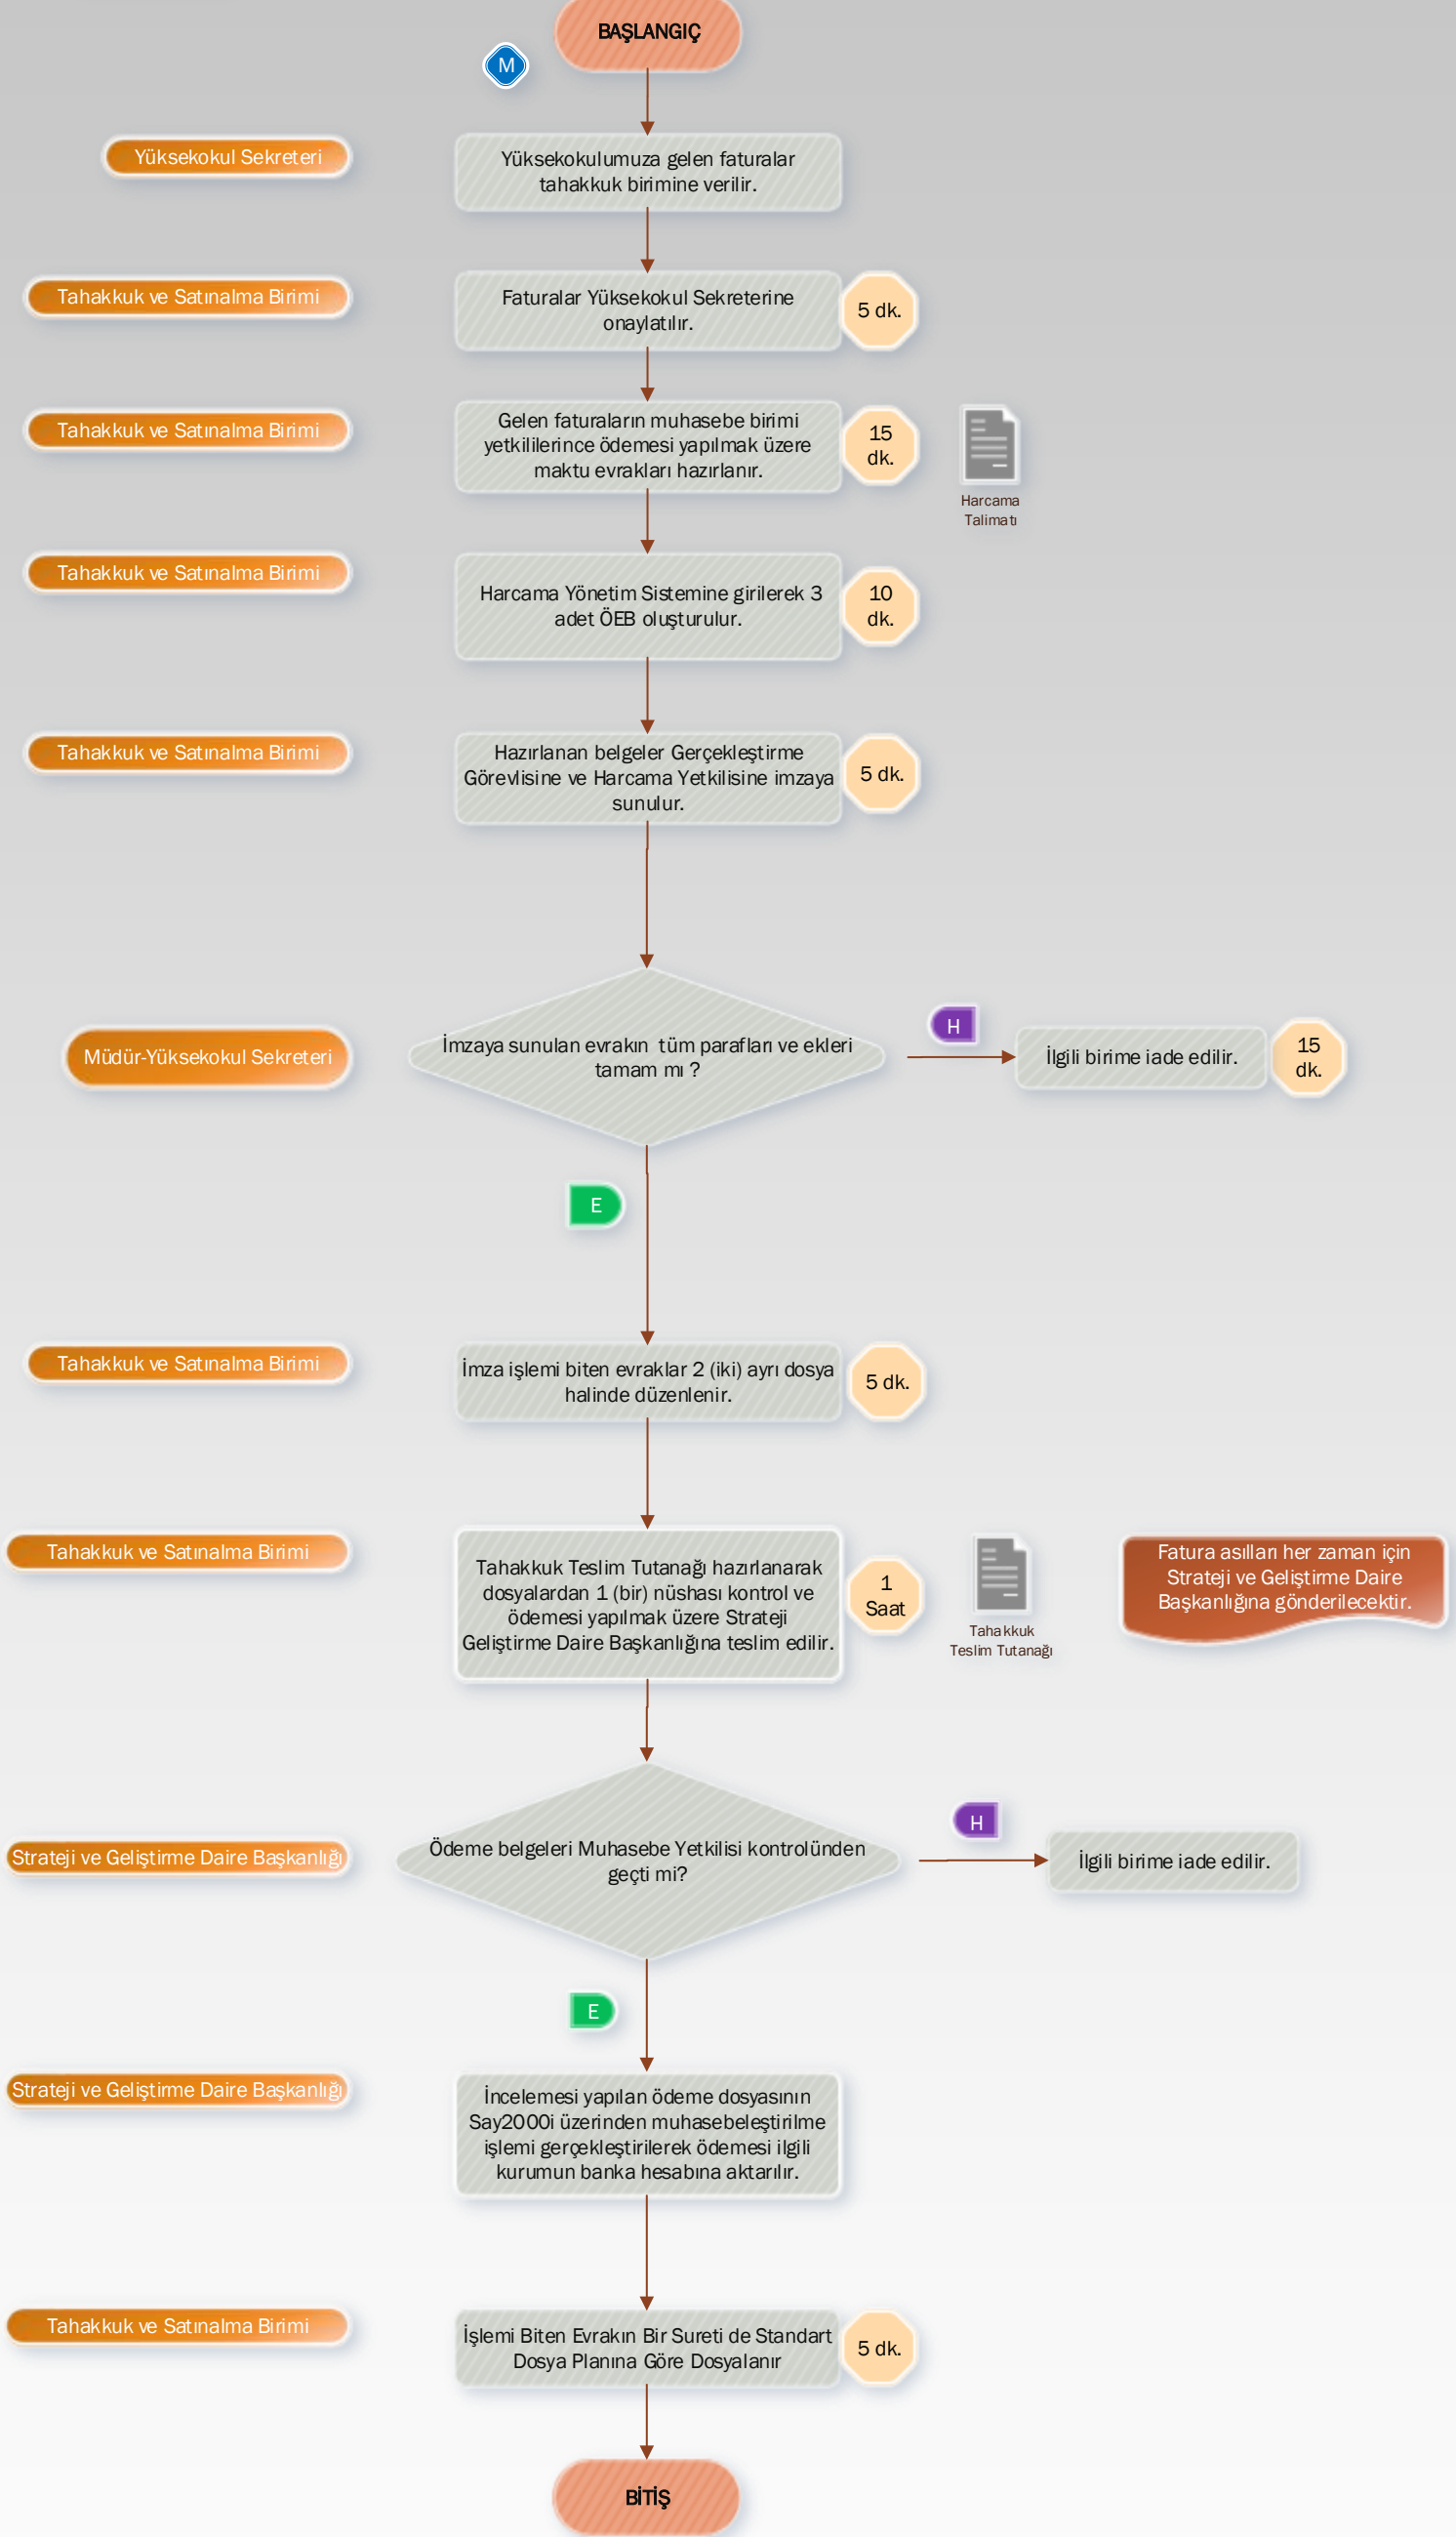 BAŞLANGIÇ
M
Yüksekokul Sekreteri
Yüksekokulumuza gelen faturalar
tahakkuk birimine verilir.
Tahakkuk ve Satınalma Birimi
Faturalar Yüksekokul Sekreterine
onaylatılır.
5 dk.
Tahakkuk ve Satınalma Birimi
Gelen faturaların muhasebe birimi
yetkililerince ödemesi yapılmak üzere
maktu evrakları hazırlanır.
15
dk.
Harcama
Talimatı
Tahakkuk ve Satınalma Birimi
Harcama Yönetim Sistemine girilerek 3
adet ÖEB oluşturulur.
10
dk.
Tahakkuk ve Satınalma Birimi
Hazırlanan belgeler Gerçekleştirme
Görevlisine ve Harcama Yetkilisine imzaya
sunulur.
5 dk.
Müdür-Yüksekokul Sekreteri
İmzaya sunulan evrakın  tüm parafları ve ekleri
tamam mı ?
H
İlgili birime iade edilir.
15
dk.
E
Tahakkuk ve Satınalma Birimi
İmza işlemi biten evraklar 2 (iki) ayrı dosya
halinde düzenlenir.
5 dk.
Tahakkuk ve Satınalma Birimi
Tahakkuk Teslim Tutanağı hazırlanarak
dosyalardan 1 (bir) nüshası kontrol ve
ödemesi yapılmak üzere Strateji
Geliştirme Daire Başkanlığına teslim edilir.
1
Saat
Tahakkuk
Teslim Tutanağı
Fatura asılları her zaman için
Strateji ve Geliştirme Daire
Başkanlığına gönderilecektir.
Strateji ve Geliştirme Daire Başkanlığı
Ödeme belgeleri Muhasebe Yetkilisi kontrolünden
geçti mi?
H
İlgili birime iade edilir.
E
Strateji ve Geliştirme Daire Başkanlığı
İncelemesi yapılan ödeme dosyasının
Say2000i üzerinden muhasebeleştirilme
işlemi gerçekleştirilerek ödemesi ilgili
kurumun banka hesabına aktarılır.
Tahakkuk ve Satınalma Birimi
İşlemi Biten Evrakın Bir Sureti de Standart
Dosya Planına Göre Dosyalanır
5 dk.
BİTİŞ